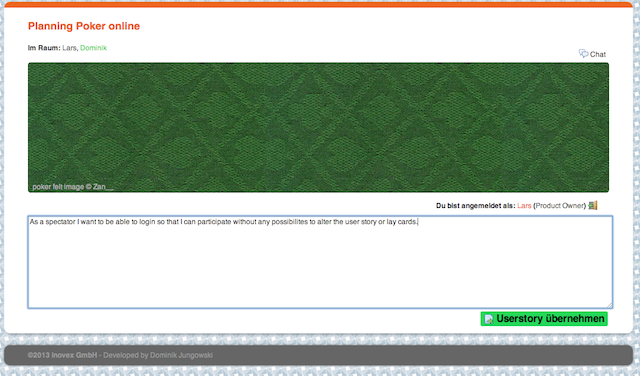 Planning Poker online
Im Raum: Lars, Dominik
Chat
poker felt image © Zan__
Du bist angemeldet als: Lars (Product Owner)
As a spectator I want to be able to login so that I can participate without any possibilites to alter the user story or lay cards.
Userstory übernehmen
©2013 inovex GmbH - Developed by Dominik Jungowski